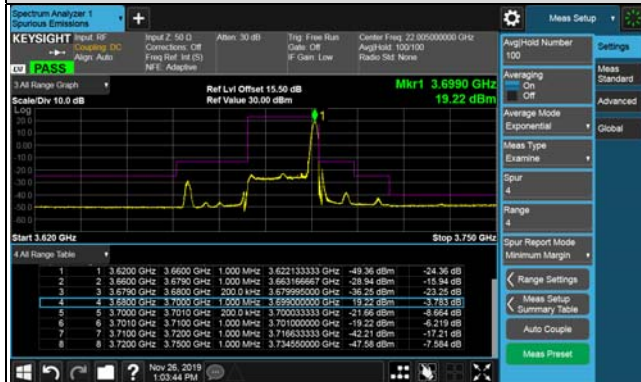 Spectrum Analyzer 1
Spurious Emissions
Meas Setup
KEYSIGHT Input: RF Input Z: 50 Ω Atten: 30 dB Trig: Free Run Center Freq: 22.005000000 GHz
Coupling: DC Corrections: Off Gate: Off Avg|Hold: 100/100
Align: Auto Freq Ref: Int (S) IF Gain: Low Radio Std: None
NFE: Adaptive
LXI PASS
3 All Range Graph
Scale/Div 10.0 dB
Ref Lvl Offset 15.50 dB
Ref Value 30.00 dBm
Mkr1 3.6990 GHz
19.22 dBm
Log
20.0
10.0
0.00
-10.0
-20.0
-30.0
-40.0
-50.0
-60.0
1
Start 3.620 GHz
Stop 3.750 GHz
4 All Range Table
1 1 3.6200 GHz 3.6600 GHz 1.000 MHz 3.622133333 GHz -49.36 dBm -24.36 dB
2 2 3.6600 GHz 3.6790 GHz 1.000 MHz 3.663166667 GHz -28.94 dBm -15.94 dB
3 3 3.6790 GHz 3.6800 GHz 200.0 kHz 3.679995000 GHz -36.25 dBm -23.25 dB
4 4 3.6800 GHz 3.7000 GHz 1.000 MHz 3.699000000 GHz 19.22 dBm -3.783 dB
5 5 3.7000 GHz 3.7010 GHz 200.0 kHz 3.700033333 GHz -21.66 dBm -8.664 dB
6 6 3.7010 GHz 3.7100 GHz 1.000 MHz 3.701000000 GHz -19.22 dBm -6.219 dB
7 7 3.7100 GHz 3.7200 GHz 1.000 MHz 3.716633333 GHz -42.21 dBm -17.21 dB
8 8 3.7200 GHz 3.7500 GHz 1.000 MHz 3.734550000 GHz -47.58 dBm -7.584 dB
Nov 26, 2019
1:03:44 PM
Avg|Hold Number
100
Averaging
On
Off
Average Mode
Exponential
Meas Type
Examine
Spur
4
Range
4
Spur Report Mode
Minimum Margin
Range Settings
Meas Setup
Summary Table
Auto Couple
Meas Preset
Settings
Meas
Standard
Advanced
Global